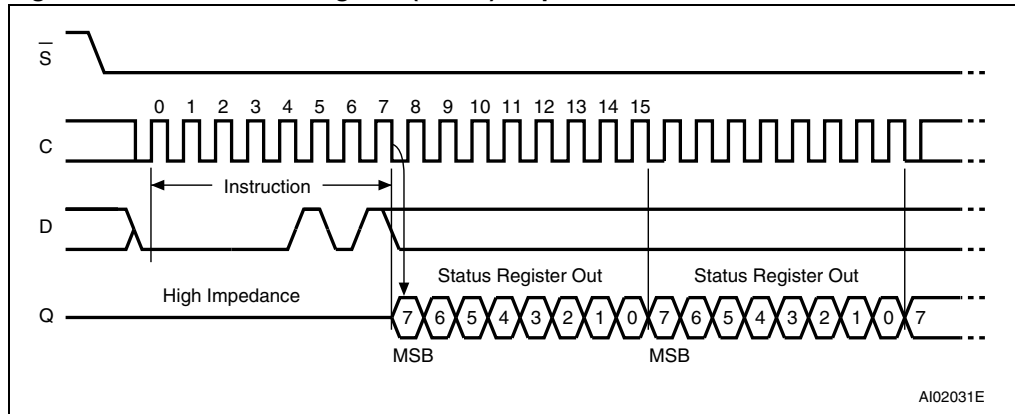 S̅
0 1 2 3 4 5 6 7 8 9 10 11 12 13 14 15
C
Instruction
D
Status Register Out Status Register Out
High Impedance
Q 7 6 5 4 3 2 1 0 7 6 5 4 3 2 1 0 7
MSB MSB
AI02031E